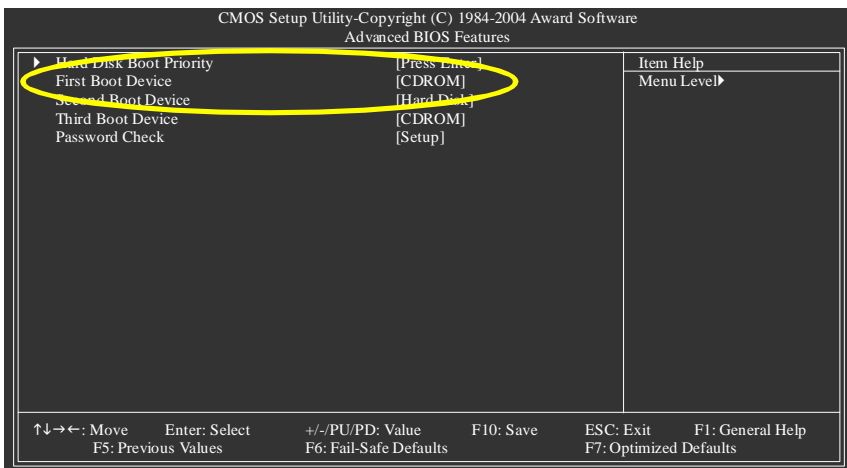 CMOS Setup Utility-Copyright (C) 1984-2004 Award Software
Advanced BIOS Features
Hard Disk Boot Priority [Press Enter]
First Boot Device [CDROM]
Second Boot Device [Hard Disk]
Third Boot Device [CDROM]
Password Check [Setup]
Item Help
Menu Level
↑↓→←: Move Enter: Select +/-/PU/PD: Value F10: Save ESC: Exit F1: General Help
F5: Previous Values F6: Fail-Safe Defaults F7: Optimized Defaults